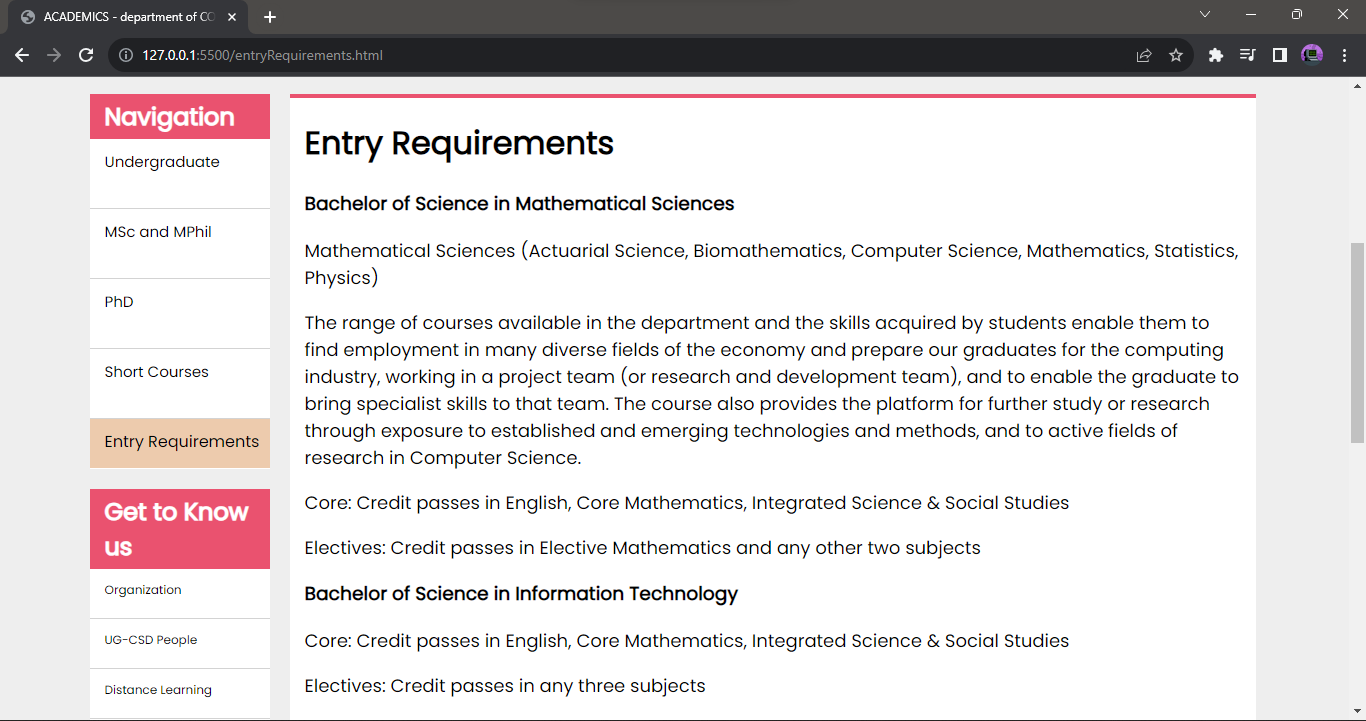 ACADEMICS - department of CO
127.0.0.1:5500/entryRequirements.html
Navigation
Undergraduate
MSc and MPhil
PhD
Short Courses
Entry Requirements
Get to Know
us
Organization
UG-CSD People
Distance Learning
Entry Requirements
Bachelor of Science in Mathematical Sciences
Mathematical Sciences (Actuarial Science, Biomathematics, Computer Science, Mathematics, Statistics,
Physics)
The range of courses available in the department and the skills acquired by students enable them to
find employment in many diverse fields of the economy and prepare our graduates for the computing
industry, working in a project team (or research and development team), and to enable the graduate to
bring specialist skills to that team. The course also provides the platform for further study or research
through exposure to established and emerging technologies and methods, and to active fields of
research in Computer Science.
Core: Credit passes in English, Core Mathematics, Integrated Science & Social Studies
Electives: Credit passes in Elective Mathematics and any other two subjects
Bachelor of Science in Information Technology
Core: Credit passes in English, Core Mathematics, Integrated Science & Social Studies
Electives: Credit passes in any three subjects